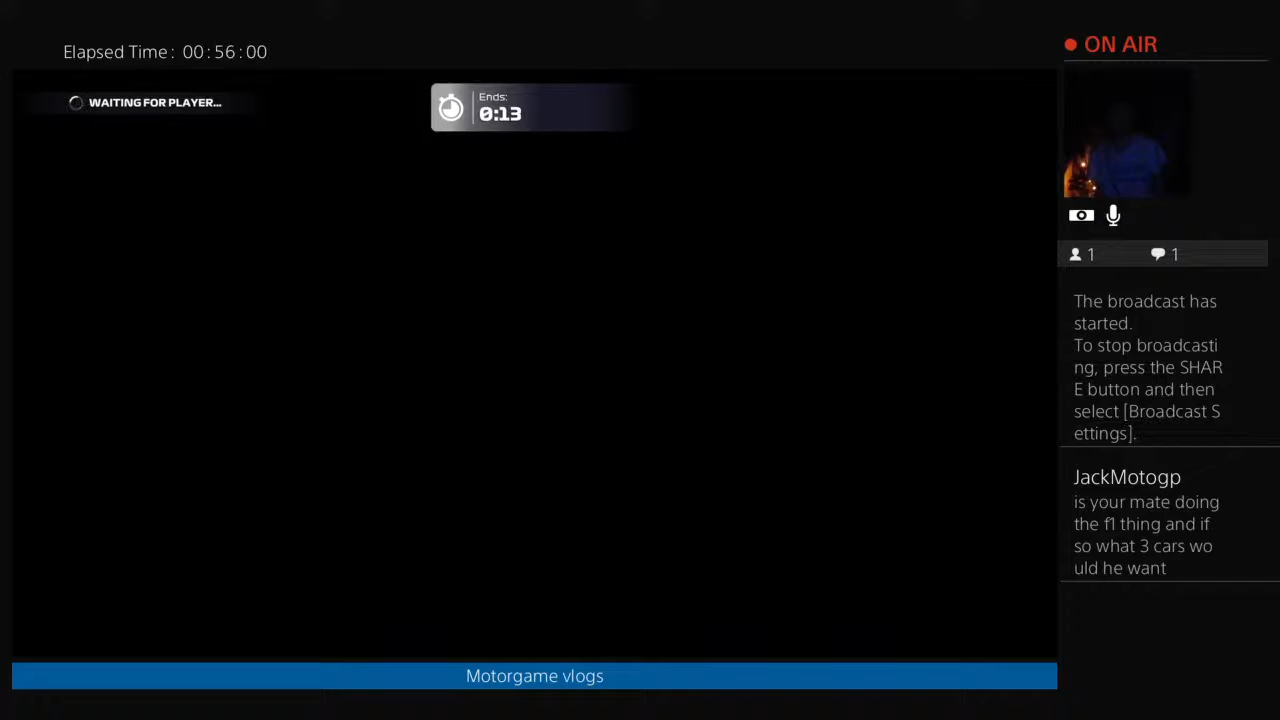 Elapsed Time: 00:56:00
ON AIR
WAITING FOR PLAYER...
Ends:
0:13
1 1
The broadcast has
started.
To stop broadcasti
ng, press the SHAR
E button and then
select [Broadcast S
ettings].
JackMotogp
is your mate doing
the f1 thing and if
so what 3 cars wo
uld he want
Motorgame vlogs